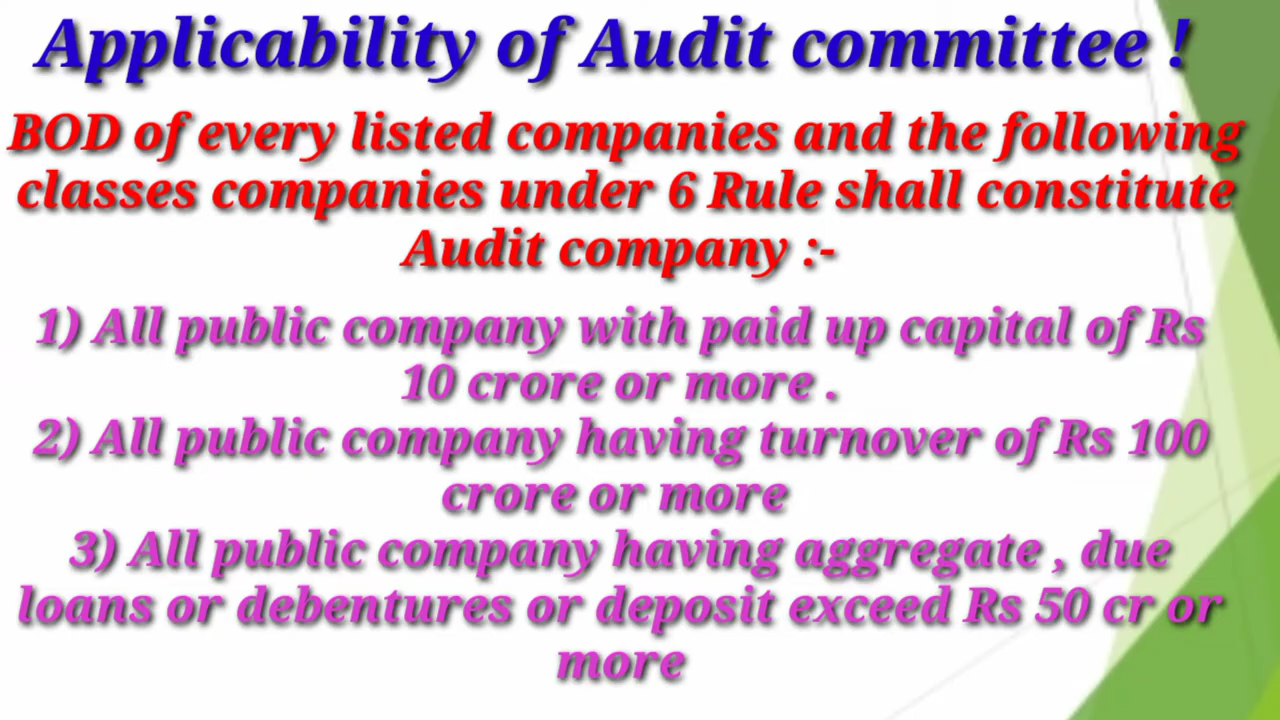 Applicability of Audit committee !
BOD of every listed companies and the following
classes companies under 6 Rule shall constitute
Audit company :-
1) All public company with paid up capital of Rs
10 crore or more .
2) All public company having turnover of Rs 100
crore or more
3) All public company having aggregate , due
loans or debentures or deposit exceed Rs 50 cr or
more